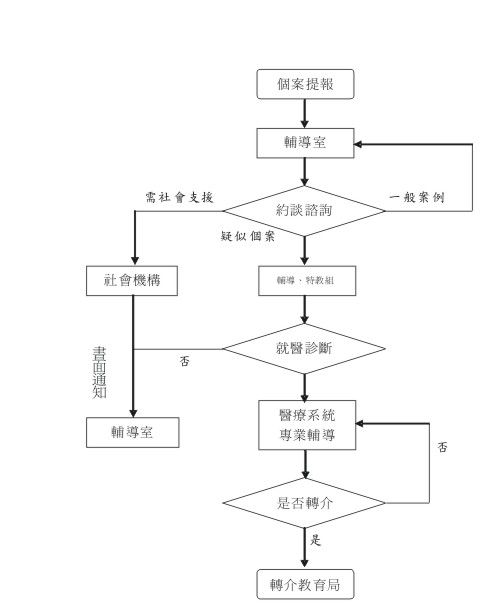 個案提報
輔導室
需社會支援
一般案例
約談諮詢
疑似個案
社會機構
輔導、特教組
就醫診斷
否
晝面通知
輔導室
醫療系統
專業輔導
否
是否轉介
是
轉介教育局